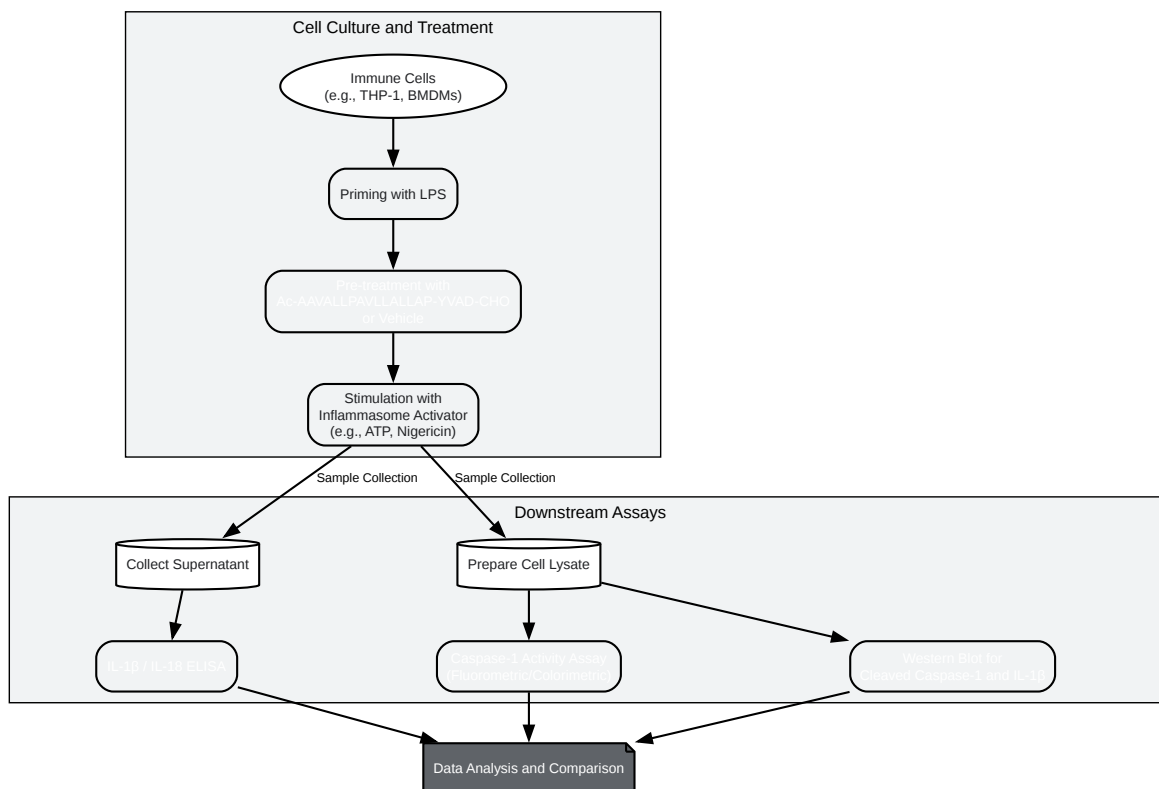 Cell Culture and Treatment
Immune Cells
(e.g., THP-1, BMDMs)
Priming with LPS
Pre-treatment with
Ac-AAVALLPAVLLALLAP-YVAD-CHO
or Vehicle
Stimulation with
Inflammasome Activator
(e.g., ATP, Nigericin)
Sample Collection
Sample Collection
Downstream Assays
Collect Supernatant
Prepare Cell Lysate
IL-1β / IL-18 ELISA
Caspase-1 Activity Assay
(Fluorometric/Colorimetric)
Western Blot for
Cleaved Caspase-1 and IL-1β
Data Analysis and Comparison